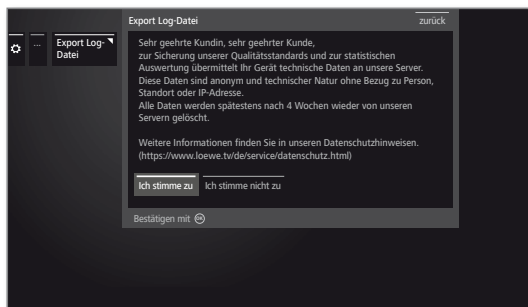 Export Log-Datei
zurück
...
Export Log-
Datei
Sehr geehrte Kundin, sehr geehrter Kunde,
zur Sicherung unserer Qualitätsstandards und zur statistischen
Auswertung übermittelt Ihr Gerät technische Daten an unsere Server.
Diese Daten sind anonym und technischer Natur ohne Bezug zu Person,
Standort oder IP-Adresse.
Alle Daten werden spätestens nach 4 Wochen wieder von unseren
Servern gelöscht.
Weitere Informationen finden Sie in unseren Datenschutzhinweisen.
(https://www.loewe.tv/de/service/datenschutz.html)
Ich stimme zu
Ich stimme nicht zu
Bestätigen mit OK